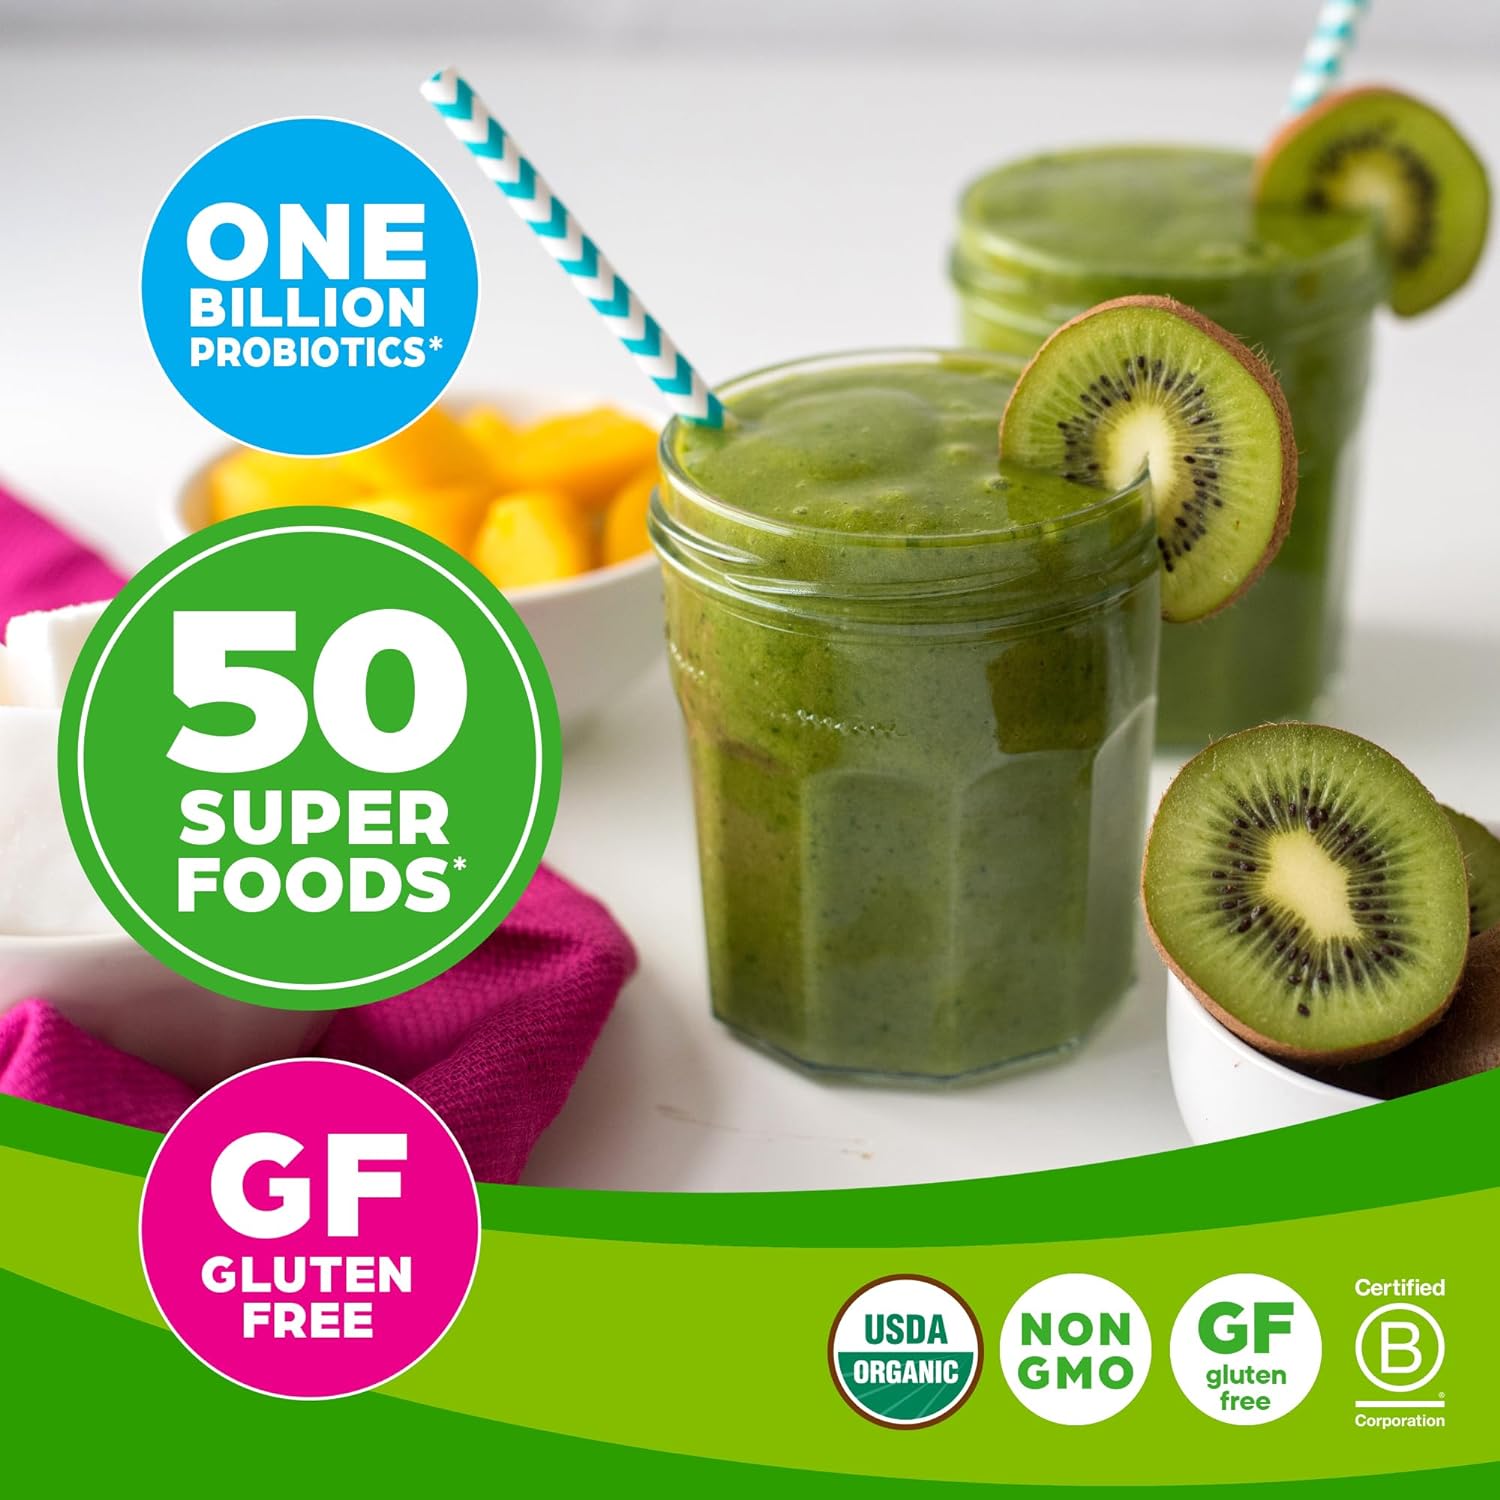 ONE
BILLION
PROBIOTICS*
50
SUPER
FOODS*
GF
GLUTEN
FREE
USDA
ORGANIC
NON
GMO
GF
gluten
free
Certified
B
®
Corporation